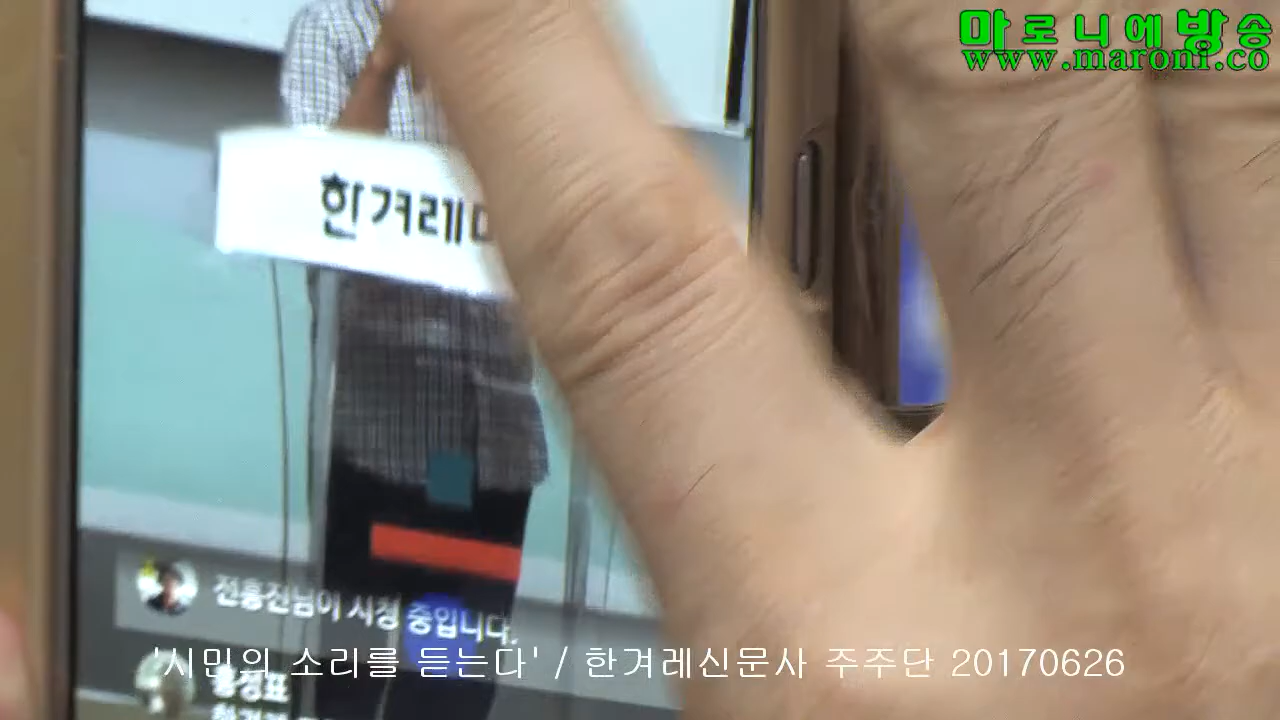 마로니에방송
www.maroni.co
한겨레
전흥진님이 시청 중입니다.
'시민의 소리를 듣는다' / 한겨레신문사 주주단 20170626